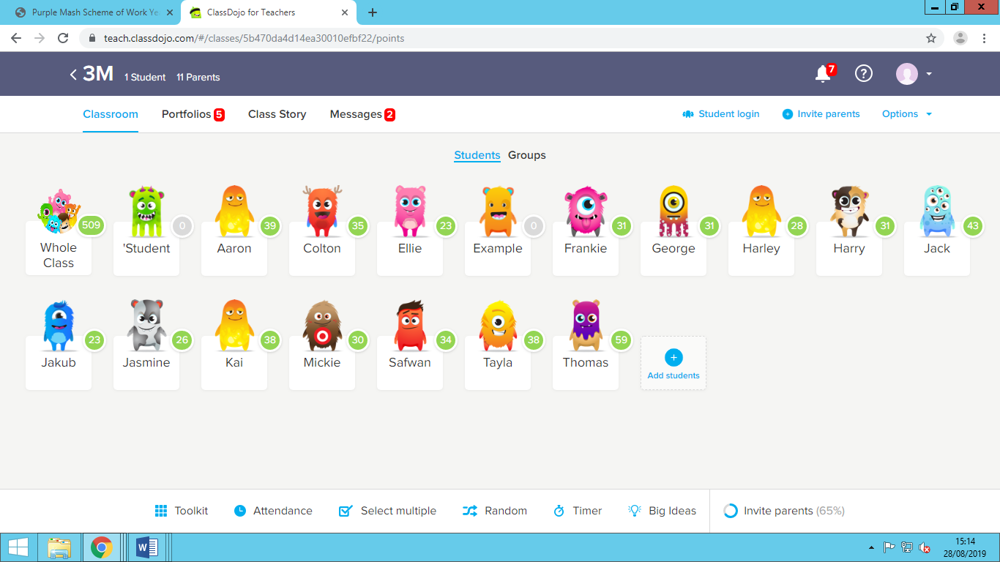 Purple Mash Scheme of Work Ye
ClassDojo for Teachers
teach.classdojo.com/#/classes/5b470da4d14ea30010efbf22/points
3M 1 Student 11 Parents 7
Classroom Portfolios 5 Class Story Messages 2 Student login Invite parents Options
Students Groups
509 0 39 35 23 0 31 31 28 31 43
Whole Class 'Student Aaron Colton Ellie Example Frankie George Harley Harry Jack
23 26 38 30 34 38 59
Jakub Jasmine Kai Mickie Safwan Tayla Thomas
Add students
Toolkit Attendance Select multiple Random Timer Big Ideas Invite parents (65%)
15:14
28/08/2019